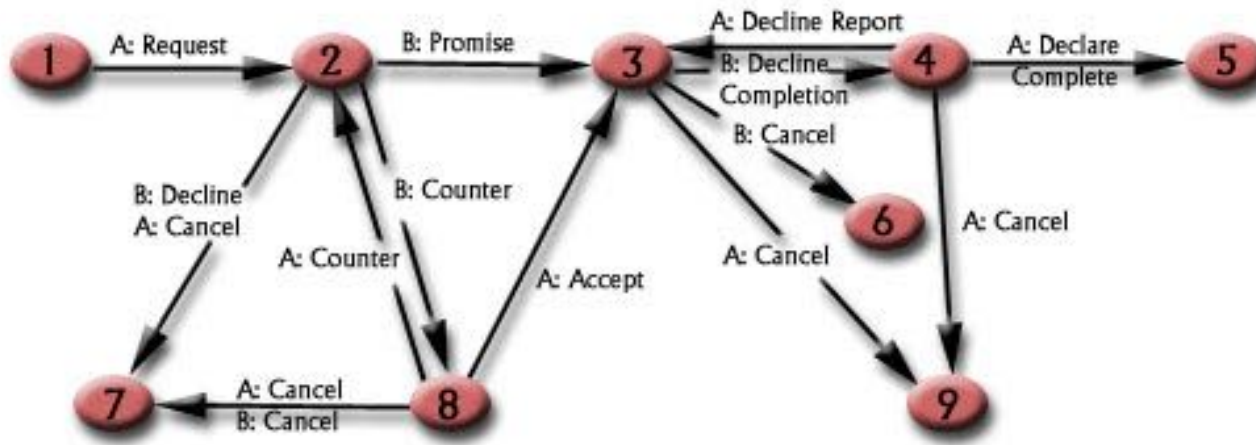 A: Decline Report
A: Request
B: Promise
A: Declare
Complete
1
2
3
4
5
B: Decline
Completion
B: Cancel
B: Decline
A: Cancel
B: Counter
6
A: Cancel
A: Counter
A: Accept
A: Cancel
7
A: Cancel
B: Cancel
8
9